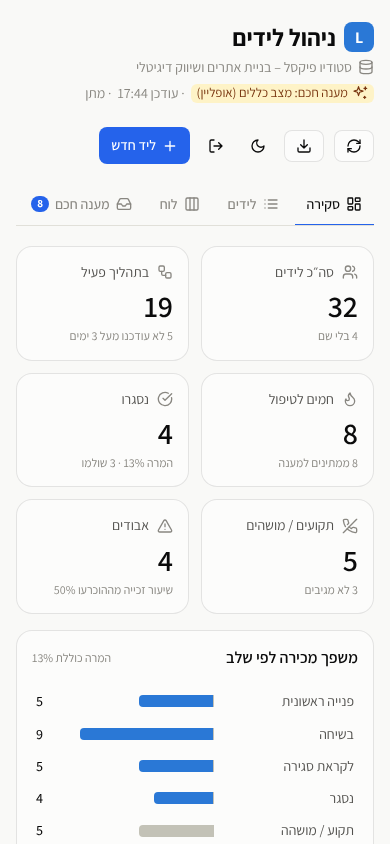 L ניהול לידים
סטודיו פיקסל – בניית אתרים ושיווק דיגיטלי
מענה חכם: מצב כללים (אופליין) · עודכן 17:44 · מתן
ליד חדש
סקירה לידים לוח מענה חכם 8
סה״כ לידים
32
4 בלי שם
בתהליך פעיל
19
5 לא עודכנו מעל 3 ימים
חמים לטיפול
8
8 ממתינים למענה
נסגרו
4
המרה 13% · 3 שולמו
תקועים / מושהים
5
3 לא מגיבים
אבודים
4
שיעור זכייה מההוכרעו 50%
משפך מכירה לפי שלב
המרה כוללת 13%
פנייה ראשונית 5
בשיחה 9
לקראת סגירה 5
נסגר 4
תקוע / מושהה 5